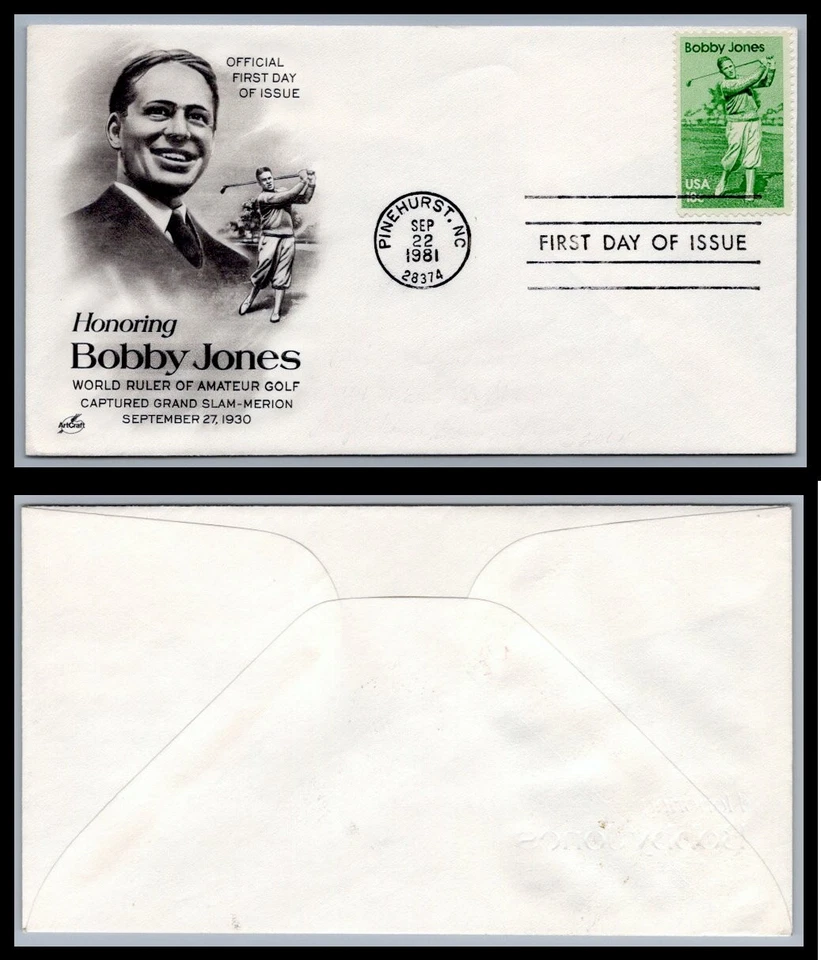 OFFICIAL
FIRST DAY
OF ISSUE
Bobby Jones
USA
18c
PINEHURST, NC
SEP
22
1981
28374
FIRST DAY OF ISSUE
Honoring
Bobby Jones
WORLD RULER OF AMATEUR GOLF
CAPTURED GRAND SLAM-MERION
SEPTEMBER 27, 1930
ArtCraft